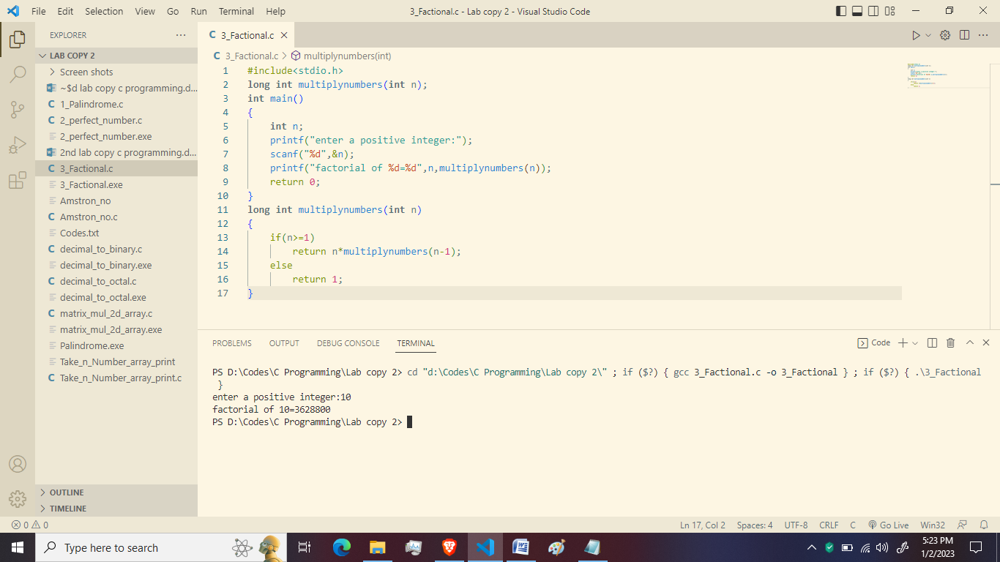 File Edit Selection View Go Run Terminal Help
3_Factional.c - Lab copy 2 - Visual Studio Code
EXPLORER
LAB COPY 2
Screen shots
~$d lab copy c programming.d...
1_Palindrome.c
2_perfect_number.c
2_perfect_number.exe
2nd lab copy c programming.d...
3_Factional.c
3_Factional.exe
Amstron_no
Amstron_no.c
Codes.txt
decimal_to_binary.c
decimal_to_binary.exe
decimal_to_octal.c
decimal_to_octal.exe
matrix_mul_2d_array.c
matrix_mul_2d_array.exe
Palindrome.exe
Take_n_Number_array_print
Take_n_Number_array_print.c
OUTLINE
TIMELINE
C 3_Factional.c
C 3_Factional.c > multiplynumbers(int)
1 #include<stdio.h>
2 long int multiplynumbers(int n);
3 int main()
4 {
5 int n;
6 printf("enter a positive integer:");
7 scanf("%d",&n);
8 printf("factorial of %d=%d",n,multiplynumbers(n));
9 return 0;
10 }
11 long int multiplynumbers(int n)
12 {
13 if(n>=1)
14 return n*multiplynumbers(n-1);
15 else
16 return 1;
17 }
PROBLEMS OUTPUT DEBUG CONSOLE TERMINAL
Code
PS D:\Codes\C Programming\Lab copy 2> cd "d:\Codes\C Programming\Lab copy 2\" ; if ($?) { gcc 3_Factional.c -o 3_Factional } ; if ($?) { .\3_Factional
}
enter a positive integer:10
factorial of 10=3628800
PS D:\Codes\C Programming\Lab copy 2>
0 0
Ln 17, Col 2 Spaces: 4 UTF-8 CRLF C Go Live Win32
Type here to search
5:23 PM
1/2/2023